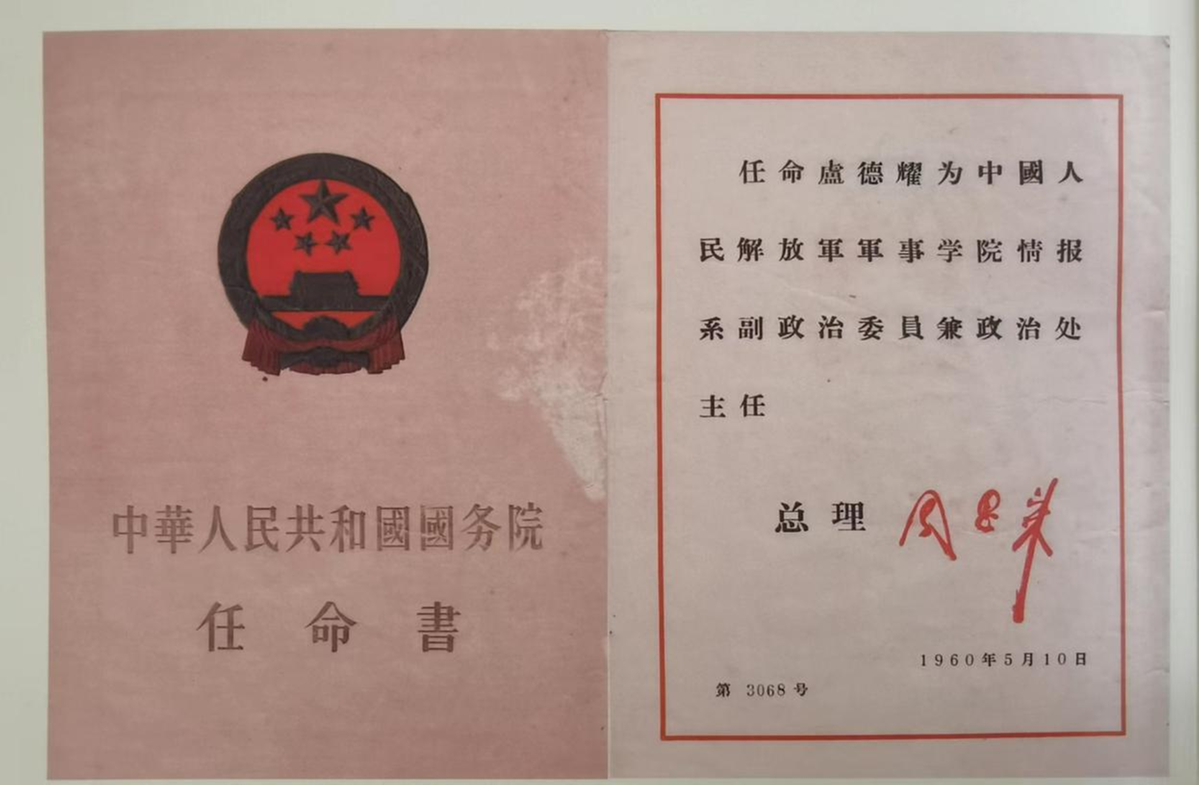 中華人民共和國國务院
任命書
任命盧德耀为中國人
民解放軍軍事学院情报
系副政治委員兼政治处
主任
总理 周恩来
1960年5月10日
第 3068 号